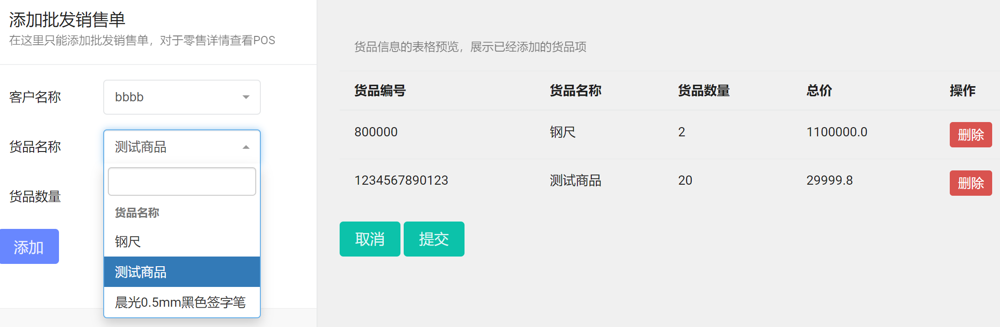 添加批发销售单
在这里只能添加批发销售单，对于零售详情查看POS
客户名称
bbbb
货品名称
测试商品
货品数量
货品名称
钢尺
测试商品
晨光0.5mm黑色签字笔
添加
货品信息的表格预览，展示已经添加的货品项
货品编号 货品名称 货品数量 总价 操作
800000 钢尺 2 1100000.0 删除
1234567890123 测试商品 20 29999.8 删除
取消 提交